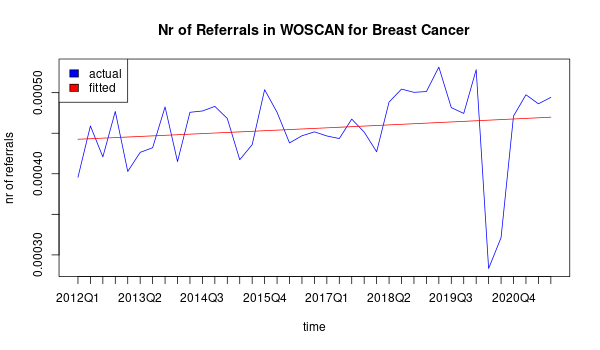 Nr of Referrals in WOSCAN for Breast Cancer
actual
fitted
nr of referrals
0.00050
0.00040
0.00030
2012Q1 2013Q2 2014Q3 2015Q4 2017Q1 2018Q2 2019Q3 2020Q4
time